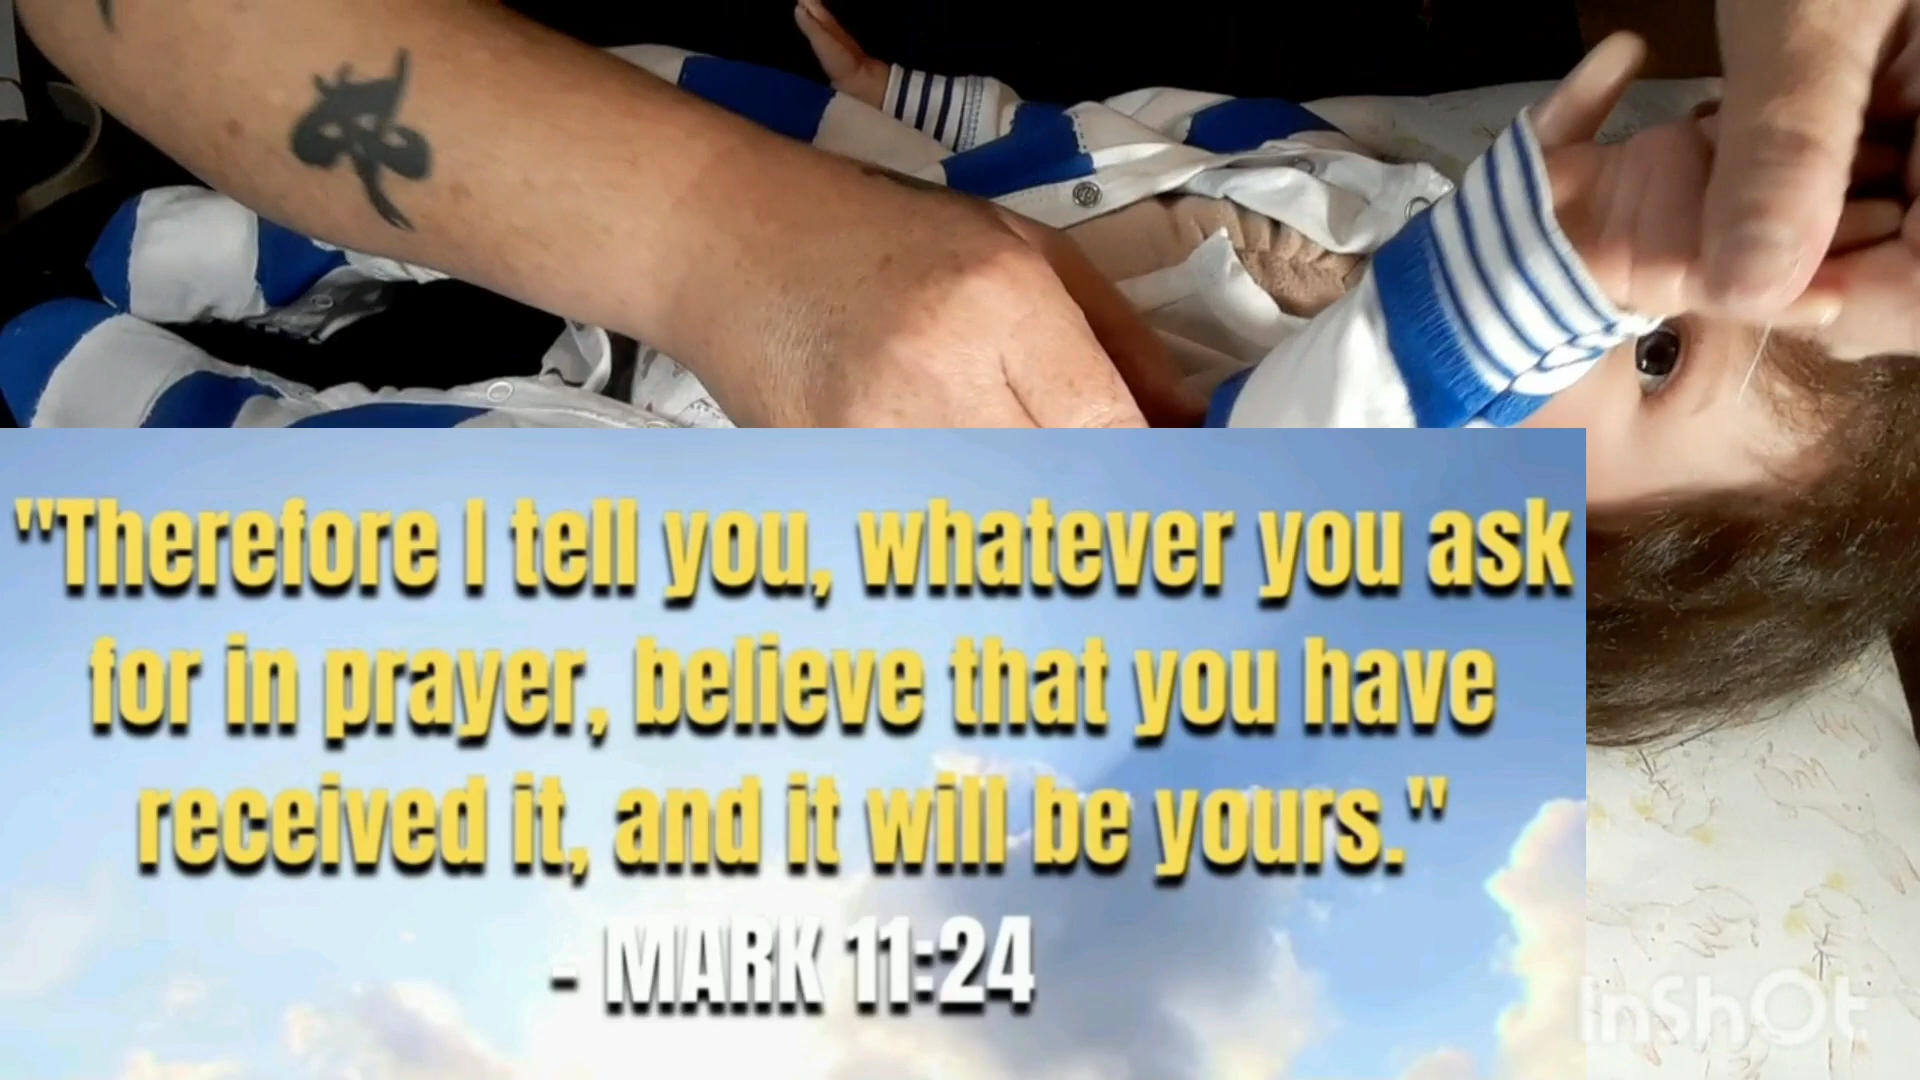 "Therefore I tell you, whatever you ask
for in prayer, believe that you have
received it, and it will be yours."
- MARK 11:24
InShOt